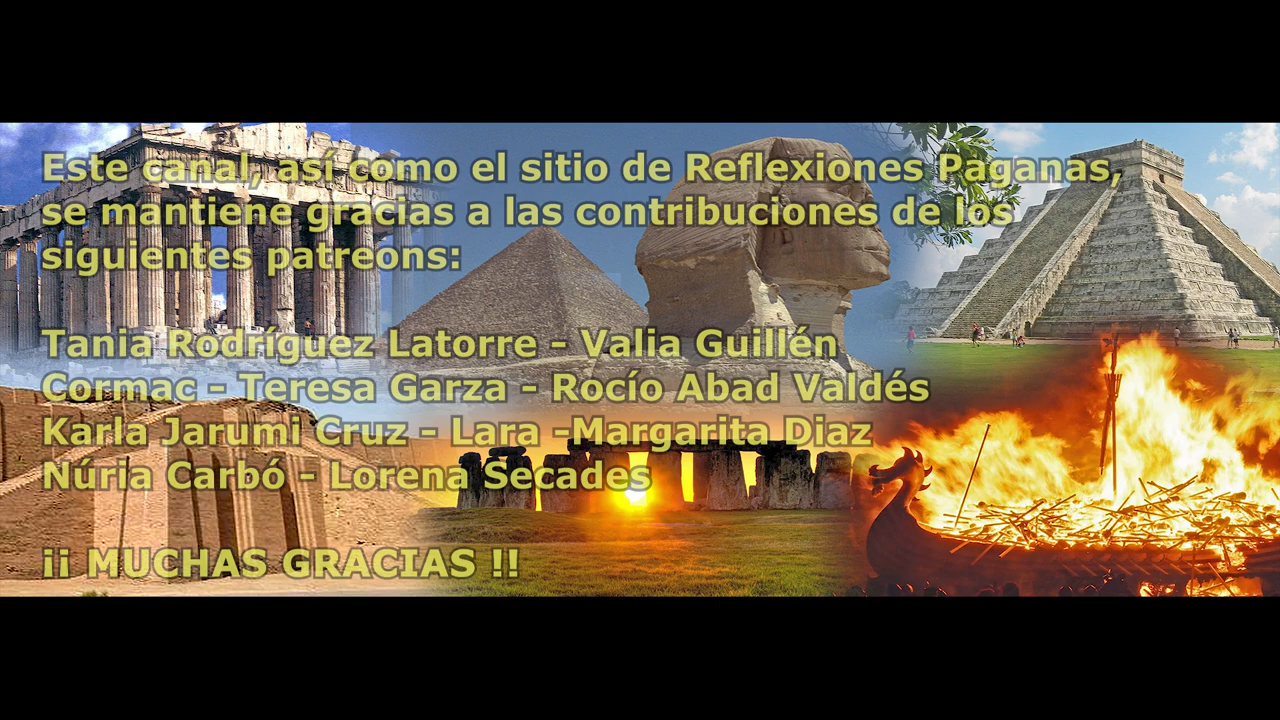 Este canal, así como el sitio de Reflexiones Paganas,
se mantiene gracias a las contribuciones de los
siguientes patreons:
Tania Rodríguez Latorre - Valia Guillén
Cormac - Teresa Garza - Rocío Abad Valdés
Karla Jarumi Cruz - Lara -Margarita Diaz
Núria Carbó - Lorena Secades
¡¡ MUCHAS GRACIAS !!